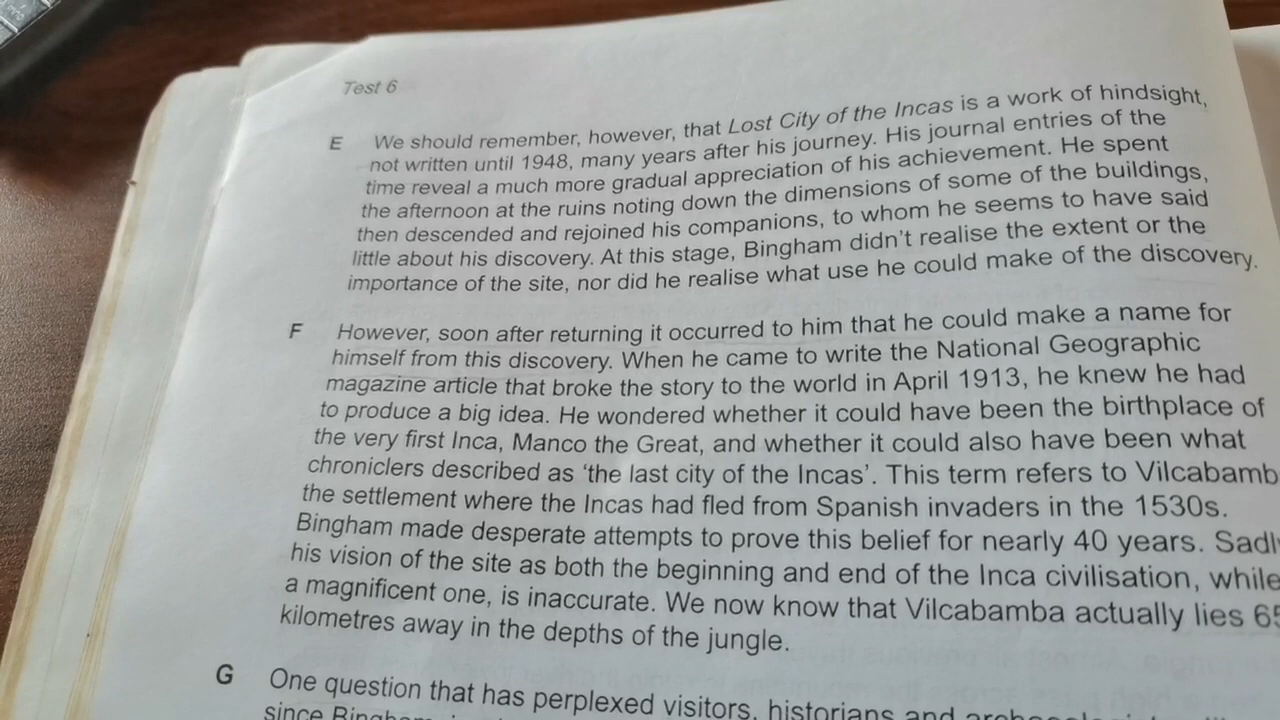 Test 6
E We should remember, however, that Lost City of the Incas is a work of hindsight,
not written until 1948, many years after his journey. His journal entries of the
time reveal a much more gradual appreciation of his achievement. He spent
the afternoon at the ruins noting down the dimensions of some of the buildings,
then descended and rejoined his companions, to whom he seems to have said
little about his discovery. At this stage, Bingham didn't realise the extent or the
importance of the site, nor did he realise what use he could make of the discovery.
F However, soon after returning it occurred to him that he could make a name for
himself from this discovery. When he came to write the National Geographic
magazine article that broke the story to the world in April 1913, he knew he had
to produce a big idea. He wondered whether it could have been the birthplace of
the very first Inca, Manco the Great, and whether it could also have been what
chroniclers described as ‘the last city of the Incas’. This term refers to Vilcabamb
the settlement where the Incas had fled from Spanish invaders in the 1530s.
Bingham made desperate attempts to prove this belief for nearly 40 years. Sadl
his vision of the site as both the beginning and end of the Inca civilisation, while
a magnificent one, is inaccurate. We now know that Vilcabamba actually lies 65
kilometres away in the depths of the jungle.
G One question that has perplexed visitors, historians and
since